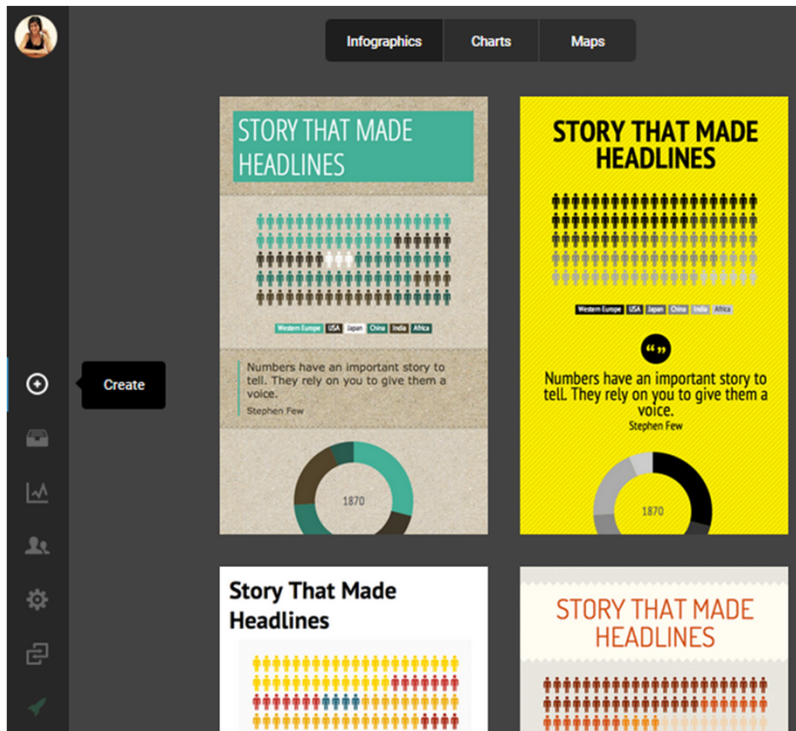 Infographics Charts Maps
STORY THAT MADE
HEADLINES
Western Europe USA Japan China India Africa
Numbers have an important story to
tell. They rely on you to give them a
voice.
Stephen Few
1870
STORY THAT MADE
HEADLINES
Western Europe USA Japan China India Africa
“ ”
Numbers have an important story to
tell. They rely on you to give them a
voice.
Stephen Few
1870
Create
Story That Made
Headlines
STORY THAT MADE
HEADLINES